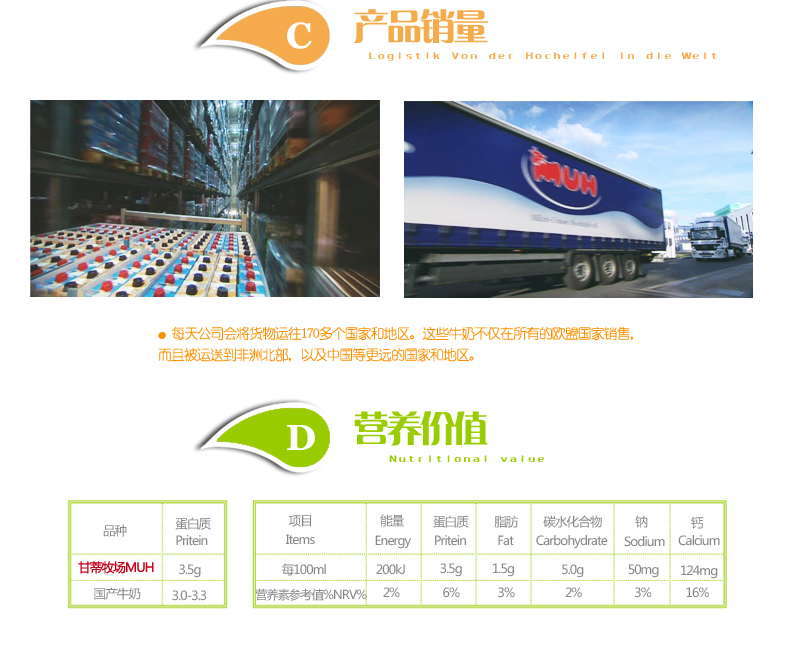 C 产品销量
Logistik Von der Hocheifel in die Welt
MUH
MUH
● 每天公司会将货物运往170多个国家和地区。这些牛奶不仅在所有的欧盟国家销售，
而且被运送到非洲北部，以及中国等更远的国家和地区。
D 营养价值
Nutritional value
品种 蛋白质 Pritein
甘蒂牧场MUH 3.5g
国产牛奶 3.0-3.3
项目 能量 蛋白质 脂肪 碳水化合物 钠 钙
Items Energy Pritein Fat Carbohydrate Sodium Calcium
每100ml 200kJ 3.5g 1.5g 5.0g 50mg 124mg
营养素参考值%NRV% 2% 6% 3% 2% 3% 16%